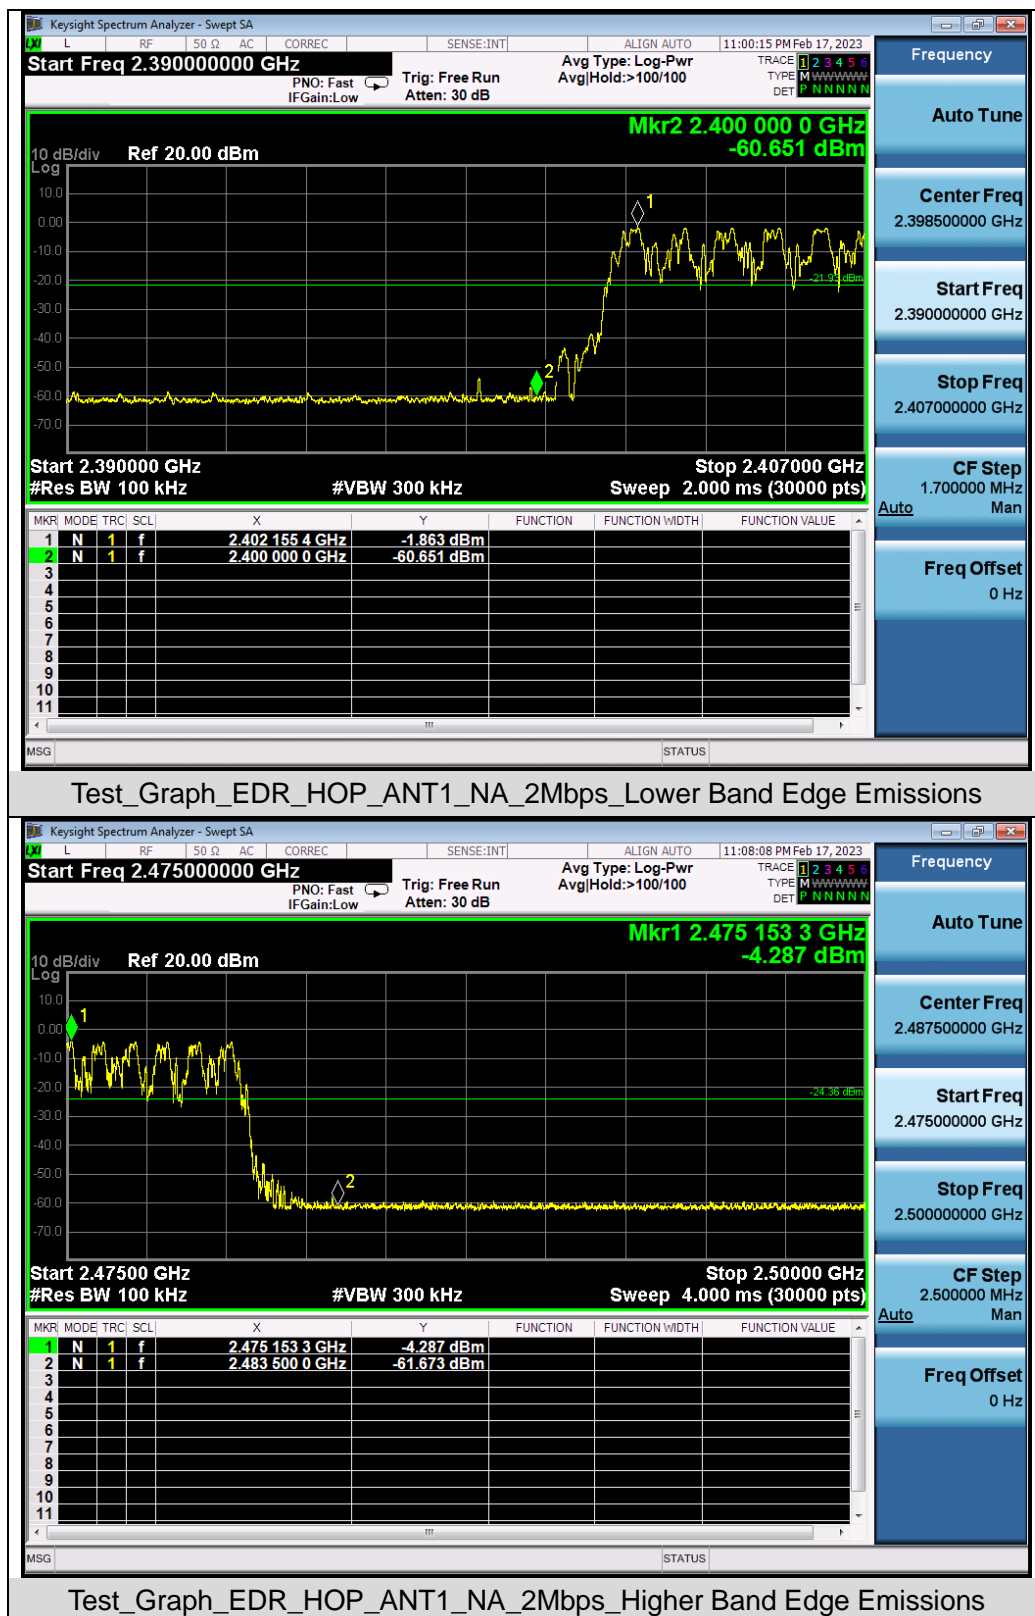 Keysight Spectrum Analyzer - Swept SA
LXI L RF 50 Ω AC CORREC SENSE:INT ALIGN AUTO 11:00:15 PM Feb 17, 2023
Start Freq 2.390000000 GHz
PNO: Fast
IFGain:Low
Trig: Free Run
Atten: 30 dB
Avg Type: Log-Pwr
Avg|Hold:>100/100
TRACE 1 2 3 4 5 6
TYPE M WWWWW
DET P N N N N N
Mkr2 2.400 000 0 GHz
-60.651 dBm
10 dB/div Ref 20.00 dBm
Log
10.0
0.00
-10.0
-20.0
-30.0
-40.0
-50.0
-60.0
-70.0
1
2
-21.93 dBm
Start 2.390000 GHz Stop 2.407000 GHz
#Res BW 100 kHz #VBW 300 kHz Sweep 2.000 ms (30000 pts)
MKR MODE TRC SCL X Y FUNCTION FUNCTION WIDTH FUNCTION VALUE
1 N 1 f 2.402 155 4 GHz -1.863 dBm
2 N 1 f 2.400 000 0 GHz -60.651 dBm
3
4
5
6
7
8
9
10
11
MSG STATUS
Frequency
Auto Tune
Center Freq
2.398500000 GHz
Start Freq
2.390000000 GHz
Stop Freq
2.407000000 GHz
CF Step
1.700000 MHz
Auto Man
Freq Offset
0 Hz
Test_Graph_EDR_HOP_ANT1_NA_2Mbps_Lower Band Edge Emissions
Keysight Spectrum Analyzer - Swept SA
LXI L RF 50 Ω AC CORREC SENSE:INT ALIGN AUTO 11:08:08 PM Feb 17, 2023
Start Freq 2.475000000 GHz
PNO: Fast
IFGain:Low
Trig: Free Run
Atten: 30 dB
Avg Type: Log-Pwr
Avg|Hold:>100/100
TRACE 1 2 3 4 5 6
TYPE M WWWWW
DET P N N N N N
Mkr1 2.475 153 3 GHz
-4.287 dBm
10 dB/div Ref 20.00 dBm
Log
10.0
0.00
-10.0
-20.0
-30.0
-40.0
-50.0
-60.0
-70.0
1
2
-24.36 dBm
Start 2.47500 GHz Stop 2.50000 GHz
#Res BW 100 kHz #VBW 300 kHz Sweep 4.000 ms (30000 pts)
MKR MODE TRC SCL X Y FUNCTION FUNCTION WIDTH FUNCTION VALUE
1 N 1 f 2.475 153 3 GHz -4.287 dBm
2 N 1 f 2.483 500 0 GHz -61.673 dBm
3
4
5
6
7
8
9
10
11
MSG STATUS
Frequency
Auto Tune
Center Freq
2.487500000 GHz
Start Freq
2.475000000 GHz
Stop Freq
2.500000000 GHz
CF Step
2.500000 MHz
Auto Man
Freq Offset
0 Hz
Test_Graph_EDR_HOP_ANT1_NA_2Mbps_Higher Band Edge Emissions